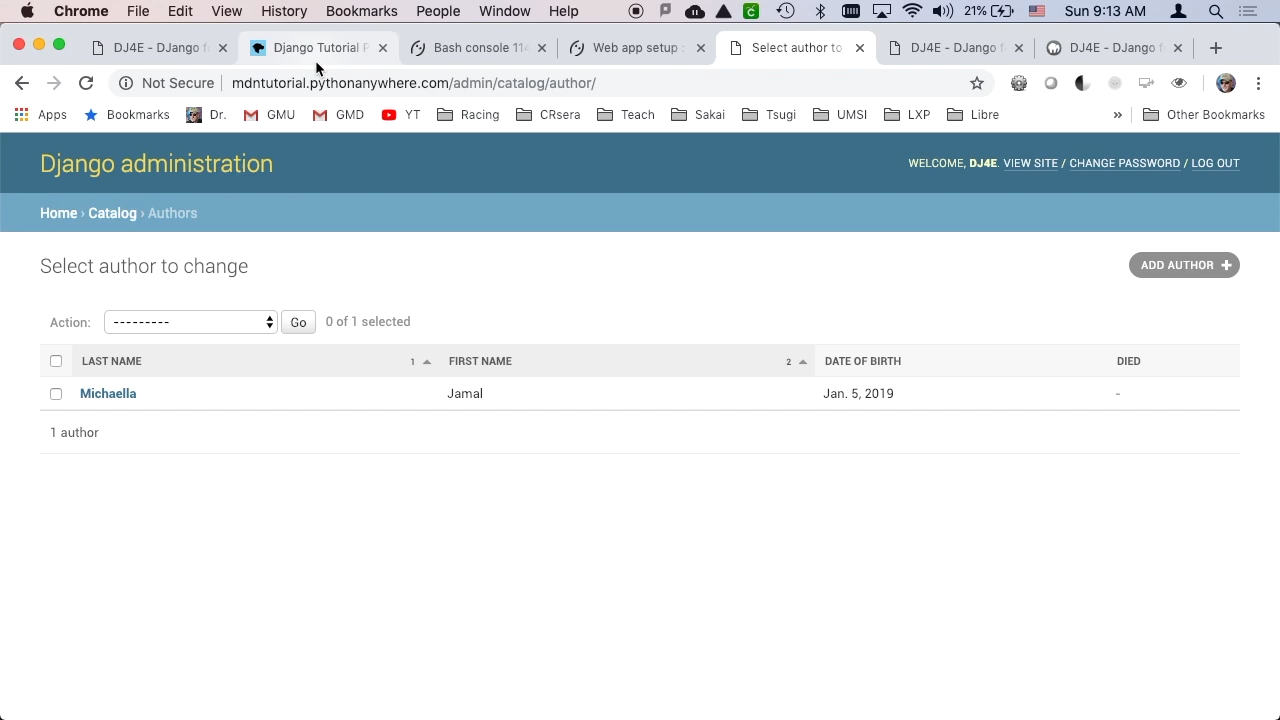 Chrome File Edit View History Bookmarks People Window Help 21% Sun 9:13 AM
DJ4E - DJango f Django Tutorial P Bash console 114 Web app setup : Select author to DJ4E - DJango f DJ4E - DJango f
Not Secure mdntutorial.pythonanywhere.com/admin/catalog/author/
Apps Bookmarks Dr. GMU GMD YT Racing CRsera Teach Sakai Tsugi UMSI LXP Libre » Other Bookmarks
Django administration WELCOME, DJ4E. VIEW SITE / CHANGE PASSWORD / LOG OUT
Home › Catalog › Authors
Select author to change ADD AUTHOR +
Action: --------- Go 0 of 1 selected
LAST NAME 1 FIRST NAME 2 DATE OF BIRTH DIED
Michaella Jamal Jan. 5, 2019 -
1 author